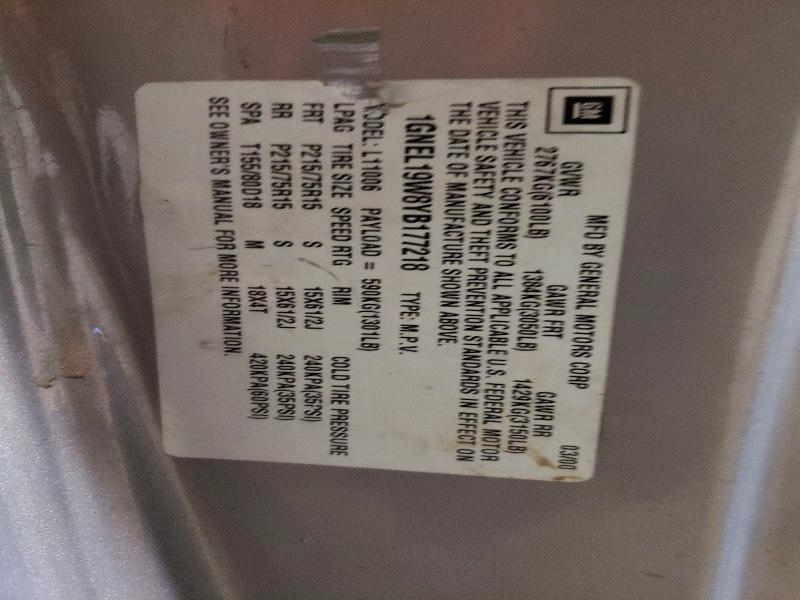 GM
MFD BY GENERAL MOTORS CORP 03/00
GVWR GAWR FRT GAWR RR
2767KG(6100LB) 1384KG(3050LB) 1429KG(3150LB)
THIS VEHICLE CONFORMS TO ALL APPLICABLE U.S. FEDERAL MOTOR
VEHICLE SAFETY AND THEFT PREVENTION STANDARDS IN EFFECT ON
THE DATE OF MANUFACTURE SHOWN ABOVE.
1GNEL19W8YB177218 TYPE: M.P.V.
MODEL: L11006 PAYLOAD = 590KG(1301LB)
LPAG TIRE SIZE SPEED RTG RIM COLD TIRE PRESSURE
FRT P215/75R15 S 15X61/2J 240KPA(35PSI)
RR P215/75R15 S 15X61/2J 240KPA(35PSI)
SPA T155/80D18 M 18X4T 420KPA(60PSI)
SEE OWNER'S MANUAL FOR MORE INFORMATION.